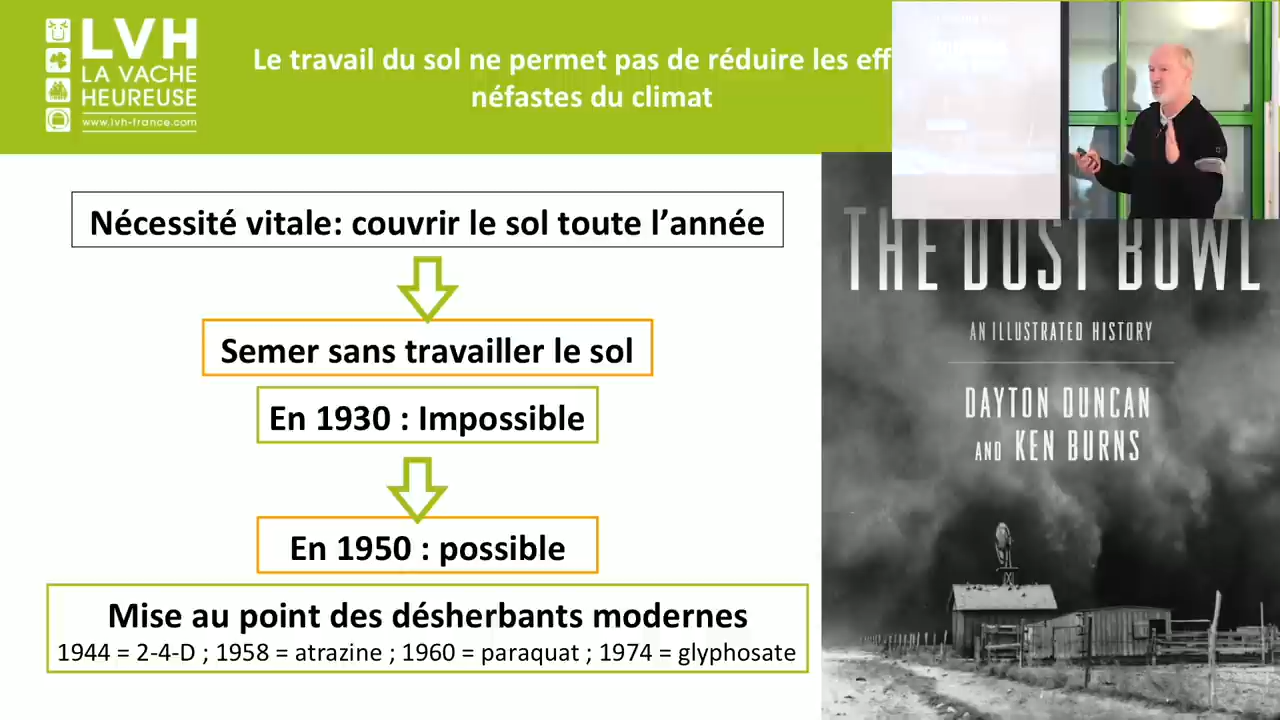 LVH
LA VACHE
HEUREUSE
www.lvh-france.com
Le travail du sol ne permet pas de réduire les eff
néfastes du climat
Nécessité vitale: couvrir le sol toute l'année
Semer sans travailler le sol
En 1930 : Impossible
En 1950 : possible
Mise au point des désherbants modernes
1944 = 2-4-D ; 1958 = atrazine ; 1960 = paraquat ; 1974 = glyphosate
THE DUST BOWL
AN ILLUSTRATED HISTORY
DAYTON DUNCAN
AND KEN BURNS